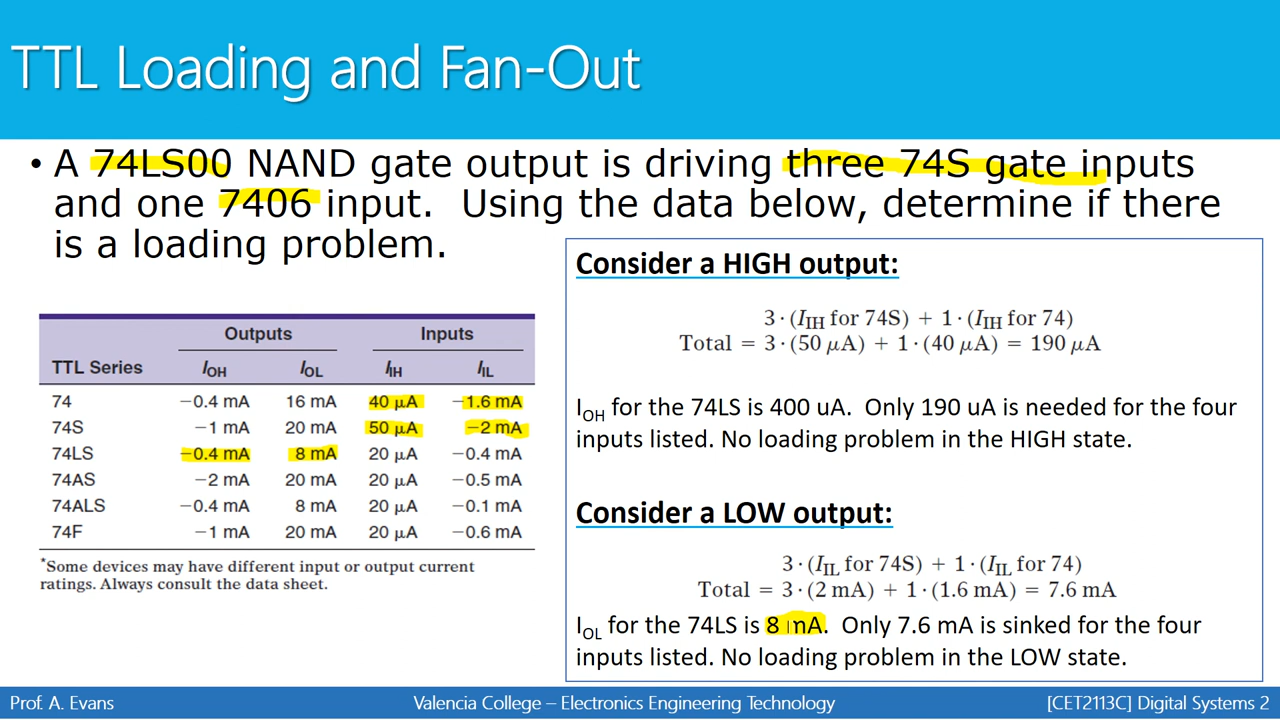 TTL Loading and Fan-Out
• A 74LS00 NAND gate output is driving three 74S gate inputs
and one 7406 input. Using the data below, determine if there
is a loading problem.
Outputs Inputs
TTL Series IOH IOL IIH IIL
74 −0.4 mA 16 mA 40 μA −1.6 mA
74S −1 mA 20 mA 50 μA −2 mA
74LS −0.4 mA 8 mA 20 μA −0.4 mA
74AS −2 mA 20 mA 20 μA −0.5 mA
74ALS −0.4 mA 8 mA 20 μA −0.1 mA
74F −1 mA 20 mA 20 μA −0.6 mA
*Some devices may have different input or output current
ratings. Always consult the data sheet.
Consider a HIGH output:
3 · (IIH for 74S) + 1 · (IIH for 74)
Total = 3 · (50 μA) + 1 · (40 μA) = 190 μA
IOH for the 74LS is 400 uA. Only 190 uA is needed for the four
inputs listed. No loading problem in the HIGH state.
Consider a LOW output:
3 · (IIL for 74S) + 1 · (IIL for 74)
Total = 3 · (2 mA) + 1 · (1.6 mA) = 7.6 mA
IOL for the 74LS is 8 mA. Only 7.6 mA is sinked for the four
inputs listed. No loading problem in the LOW state.
Prof. A. Evans Valencia College – Electronics Engineering Technology [CET2113C] Digital Systems 2